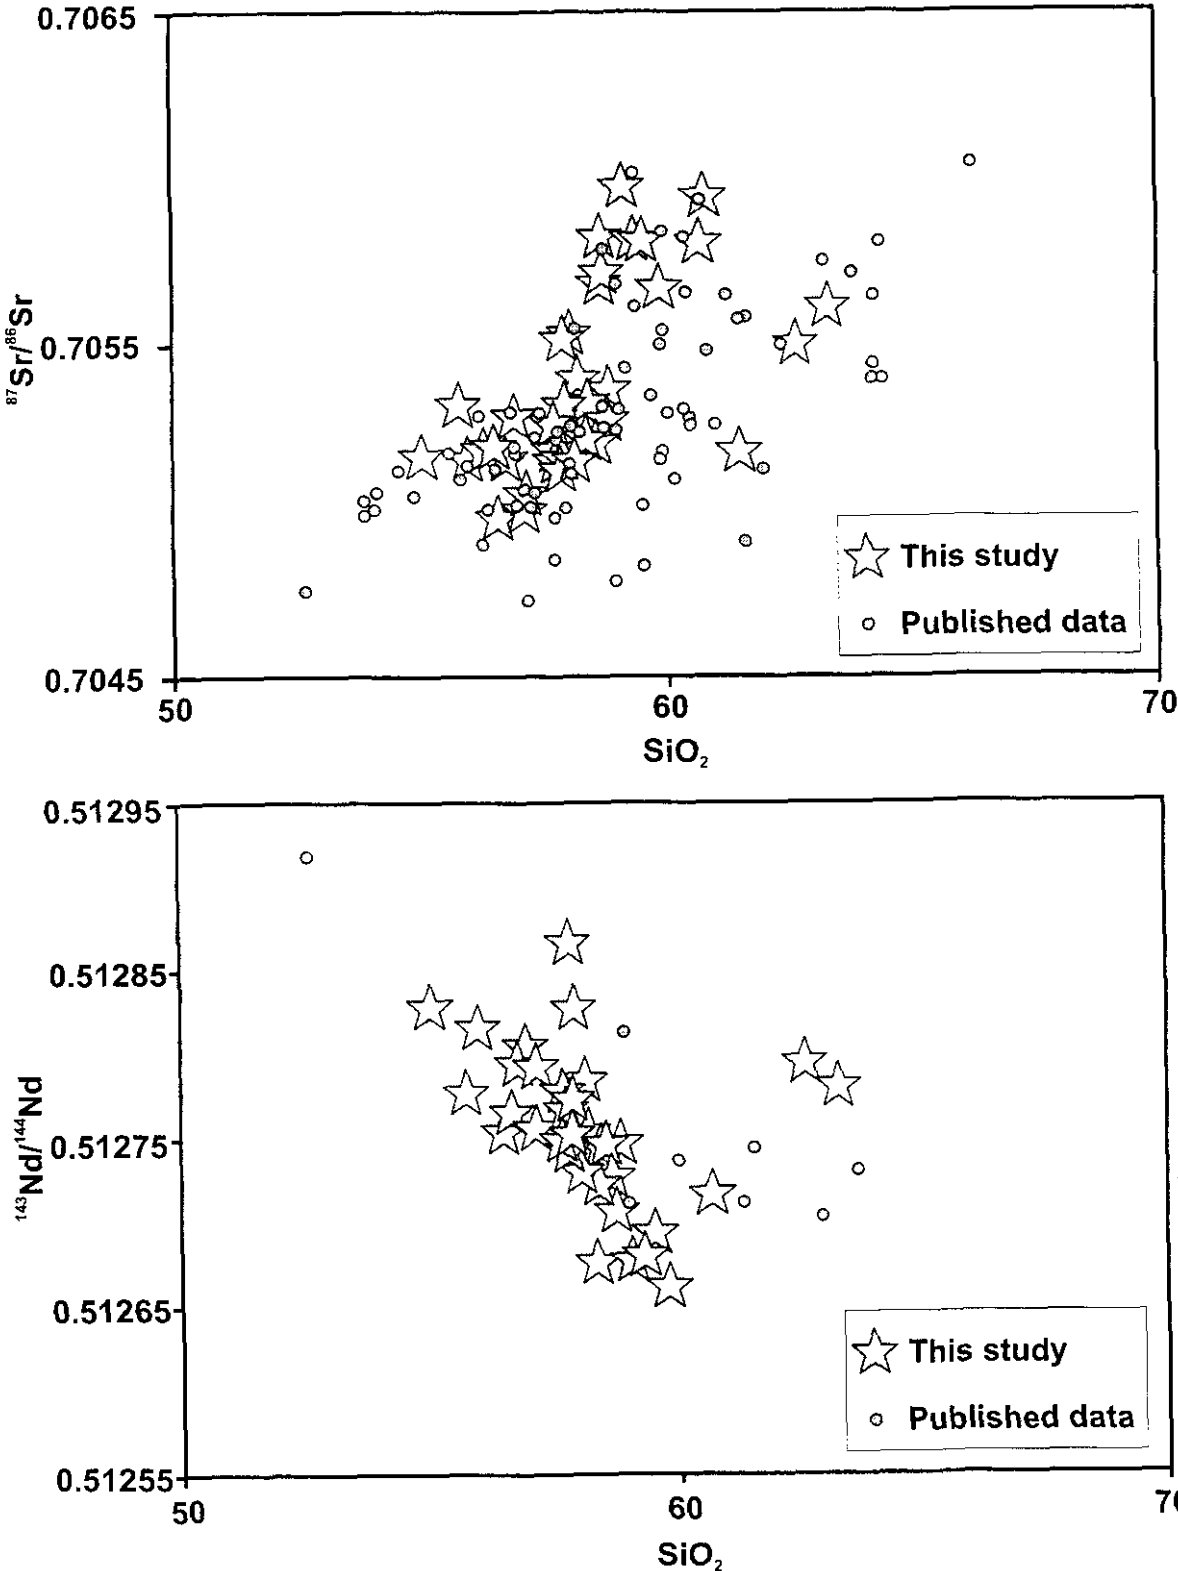 0.7065
⁸⁷Sr/⁸⁶Sr
0.7055
This study
Published data
0.7045
50
60
70
SiO₂
0.51295
0.51285
¹⁴³Nd/¹⁴⁴Nd
0.51275
0.51265
This study
Published data
0.51255
50
60
SiO₂